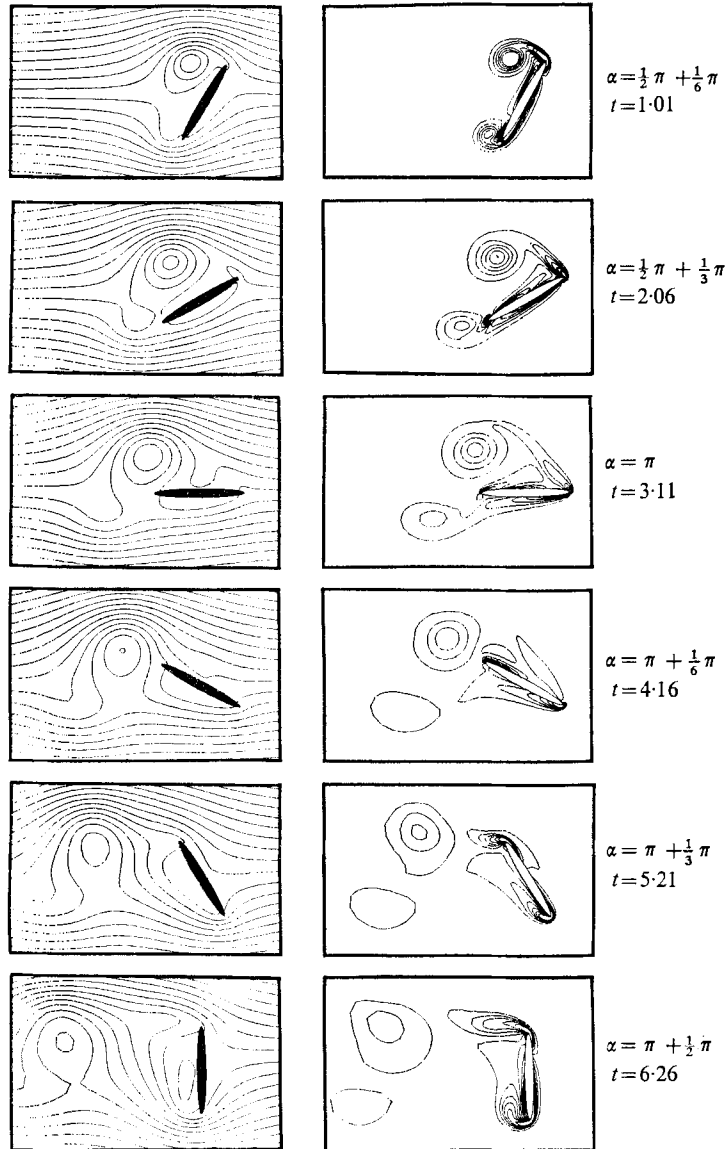 α = ½π + ⅙π
t = 1·01
α = ½π + ⅓π
t = 2·06
α = π
t = 3·11
α = π + ⅙π
t = 4·16
α = π + ⅓π
t = 5·21
α = π + ½π
t = 6·26